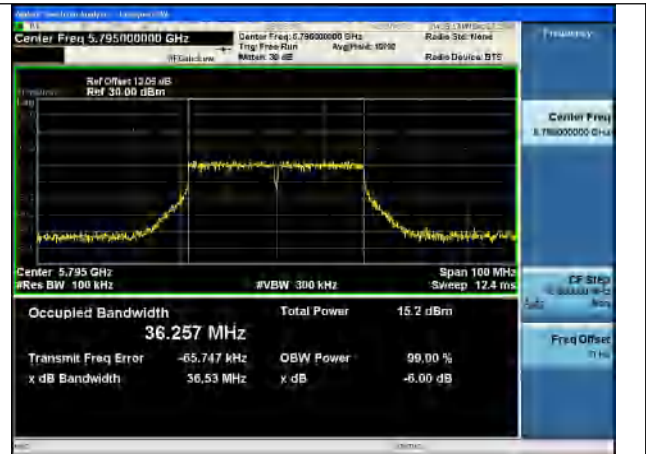 Center Freq 5.795000000 GHz
Center Freq: 5.795000000 GHz
Radio Std: None
Trig: Free Run
Avg|Hold: 10/10
#IFGain:Low
#Atten: 30 dB
Radio Device: BTS
Ref Offset 12.05 dB
Ref 30.00 dBm
Center 5.795 GHz
Span 100 MHz
#Res BW 100 kHz
#VBW 300 kHz
Sweep 12.4 ms
Occupied Bandwidth
Total Power
15.2 dBm
36.257 MHz
Transmit Freq Error
-65.747 kHz
OBW Power
99.00 %
x dB Bandwidth
36.53 MHz
x dB
-6.00 dB
Frequency
Center Freq
5.795000000 GHz
CF Step
Freq Offset